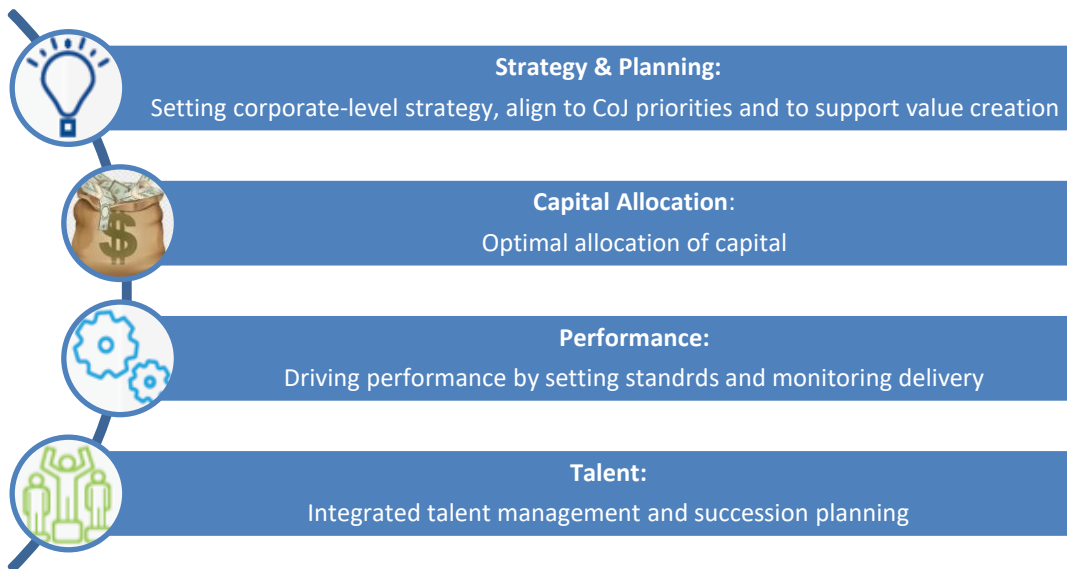 Strategy & Planning:
Setting corporate-level strategy, align to CoJ priorities and to support value creation
$
Capital Allocation:
Optimal allocation of capital
Performance:
Driving performance by setting standrds and monitoring delivery
Talent:
Integrated talent management and succession planning